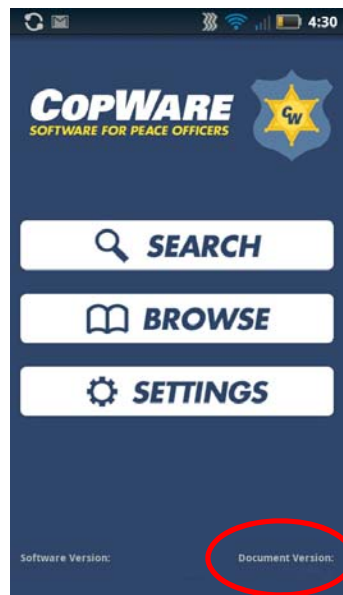 4:30
COPWARE
SOFTWARE FOR PEACE OFFICERS
CW
SEARCH
BROWSE
SETTINGS
Software Version: Document Version: